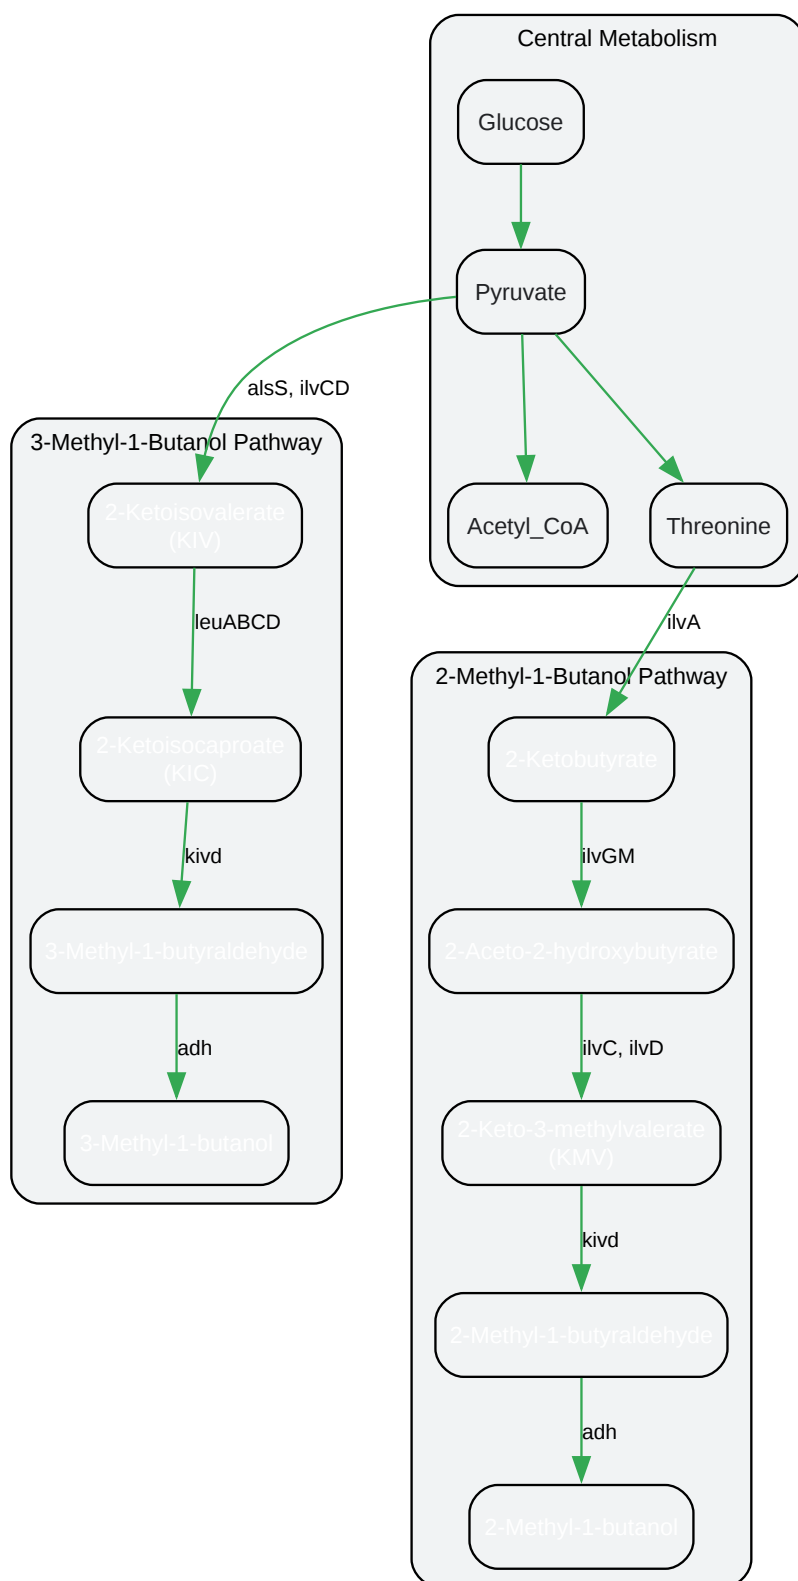 Central Metabolism
Glucose
Pyruvate
alsS, ilvCD
3-Methyl-1-Butanol Pathway
2-Ketoisovalerate
(KIV)
Acetyl_CoA
Threonine
leuABCD
ilvA
2-Methyl-1-Butanol Pathway
2-Ketoisocaproate
(KIC)
2-Ketobutyrate
kivd
ilvGM
3-Methyl-1-butyraldehyde
2-Aceto-2-hydroxybutyrate
adh
ilvC, ilvD
3-Methyl-1-butanol
2-Keto-3-methylvalerate
(KMV)
kivd
2-Methyl-1-butyraldehyde
adh
2-Methyl-1-butanol